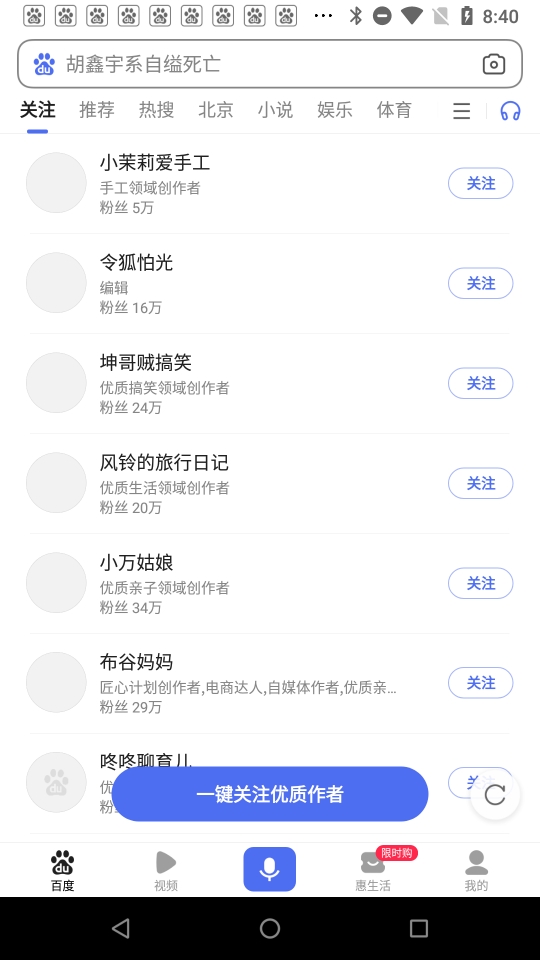 8:40
胡鑫宇系自缢死亡
关注 推荐 热搜 北京 小说 娱乐 体育
小茉莉爱手工
手工领域创作者
粉丝 5万
关注
令狐怕光
编辑
粉丝 16万
关注
坤哥贼搞笑
优质搞笑领域创作者
粉丝 24万
关注
风铃的旅行日记
优质生活领域创作者
粉丝 20万
关注
小万姑娘
优质亲子领域创作者
粉丝 34万
关注
布谷妈妈
匠心计划创作者,电商达人,自媒体作者,优质亲...
粉丝 29万
关注
咚咚聊育儿
一键关注优质作者
限时购
百度 视频 惠生活 我的